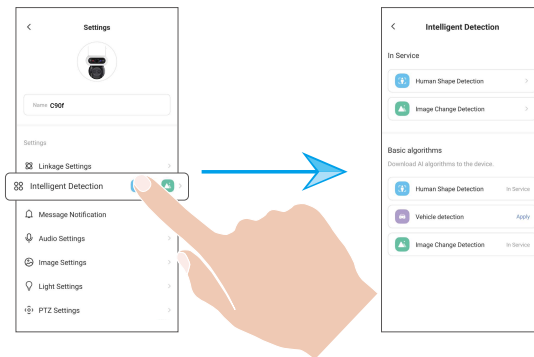 Settings
Name C90f
Settings
Linkage Settings
Intelligent Detection
Message Notification
Audio Settings
Image Settings
Light Settings
PTZ Settings
Intelligent Detection
In Service
Human Shape Detection
Image Change Detection
Basic algorithms
Download AI algorithms to the device.
Human Shape Detection In Service
Vehicle detection Apply
Image Change Detection In Service